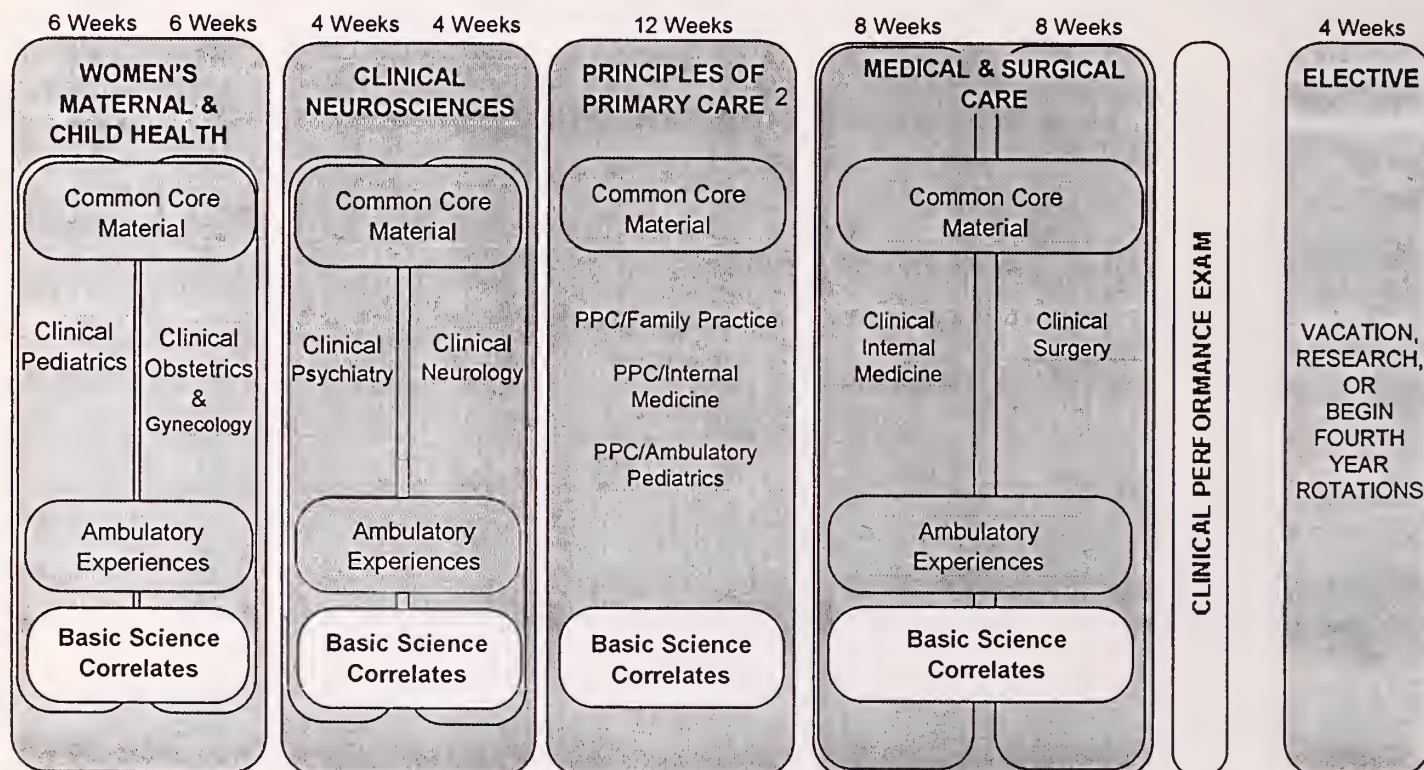 6 Weeks 6 Weeks
WOMEN'S
MATERNAL &
CHILD HEALTH
Common Core
Material
Clinical
Pediatrics
Clinical
Obstetrics
&
Gynecology
Ambulatory
Experiences
Basic Science
Correlates
4 Weeks 4 Weeks
CLINICAL
NEUROSCIENCES
Common Core
Material
Clinical
Psychiatry
Clinical
Neurology
Ambulatory
Experiences
Basic Science
Correlates
12 Weeks
PRINCIPLES OF
PRIMARY CARE 2
Common Core
Material
PPC/Family Practice
PPC/Internal
Medicine
PPC/Ambulatory
Pediatrics
Basic Science
Correlates
8 Weeks 8 Weeks
MEDICAL & SURGICAL
CARE
Common Core
Material
Clinical
Internal
Medicine
Clinical
Surgery
Ambulatory
Experiences
Basic Science
Correlates
CLINICAL PERFORMANCE EXAM
4 Weeks
ELECTIVE
VACATION,
RESEARCH,
OR
BEGIN
FOURTH
YEAR
ROTATIONS